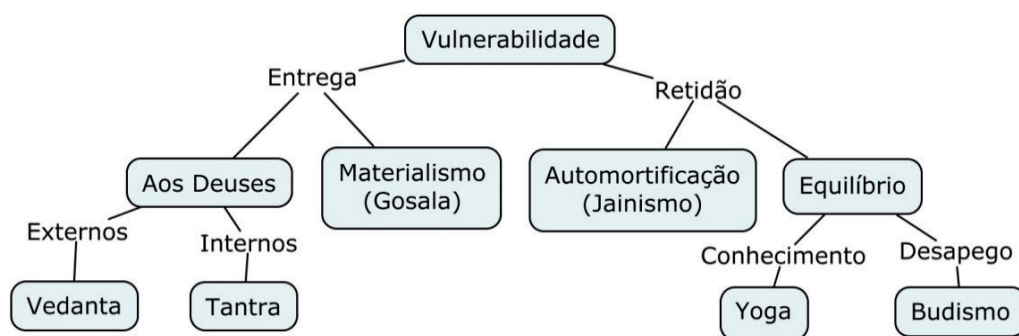 Vulnerabilidade
Entrega
Retidão
Aos Deuses
Materialismo
(Gosala)
Automortificação
(Jainismo)
Equilíbrio
Externos
Internos
Conhecimento
Desapego
Vedanta
Tantra
Yoga
Budismo